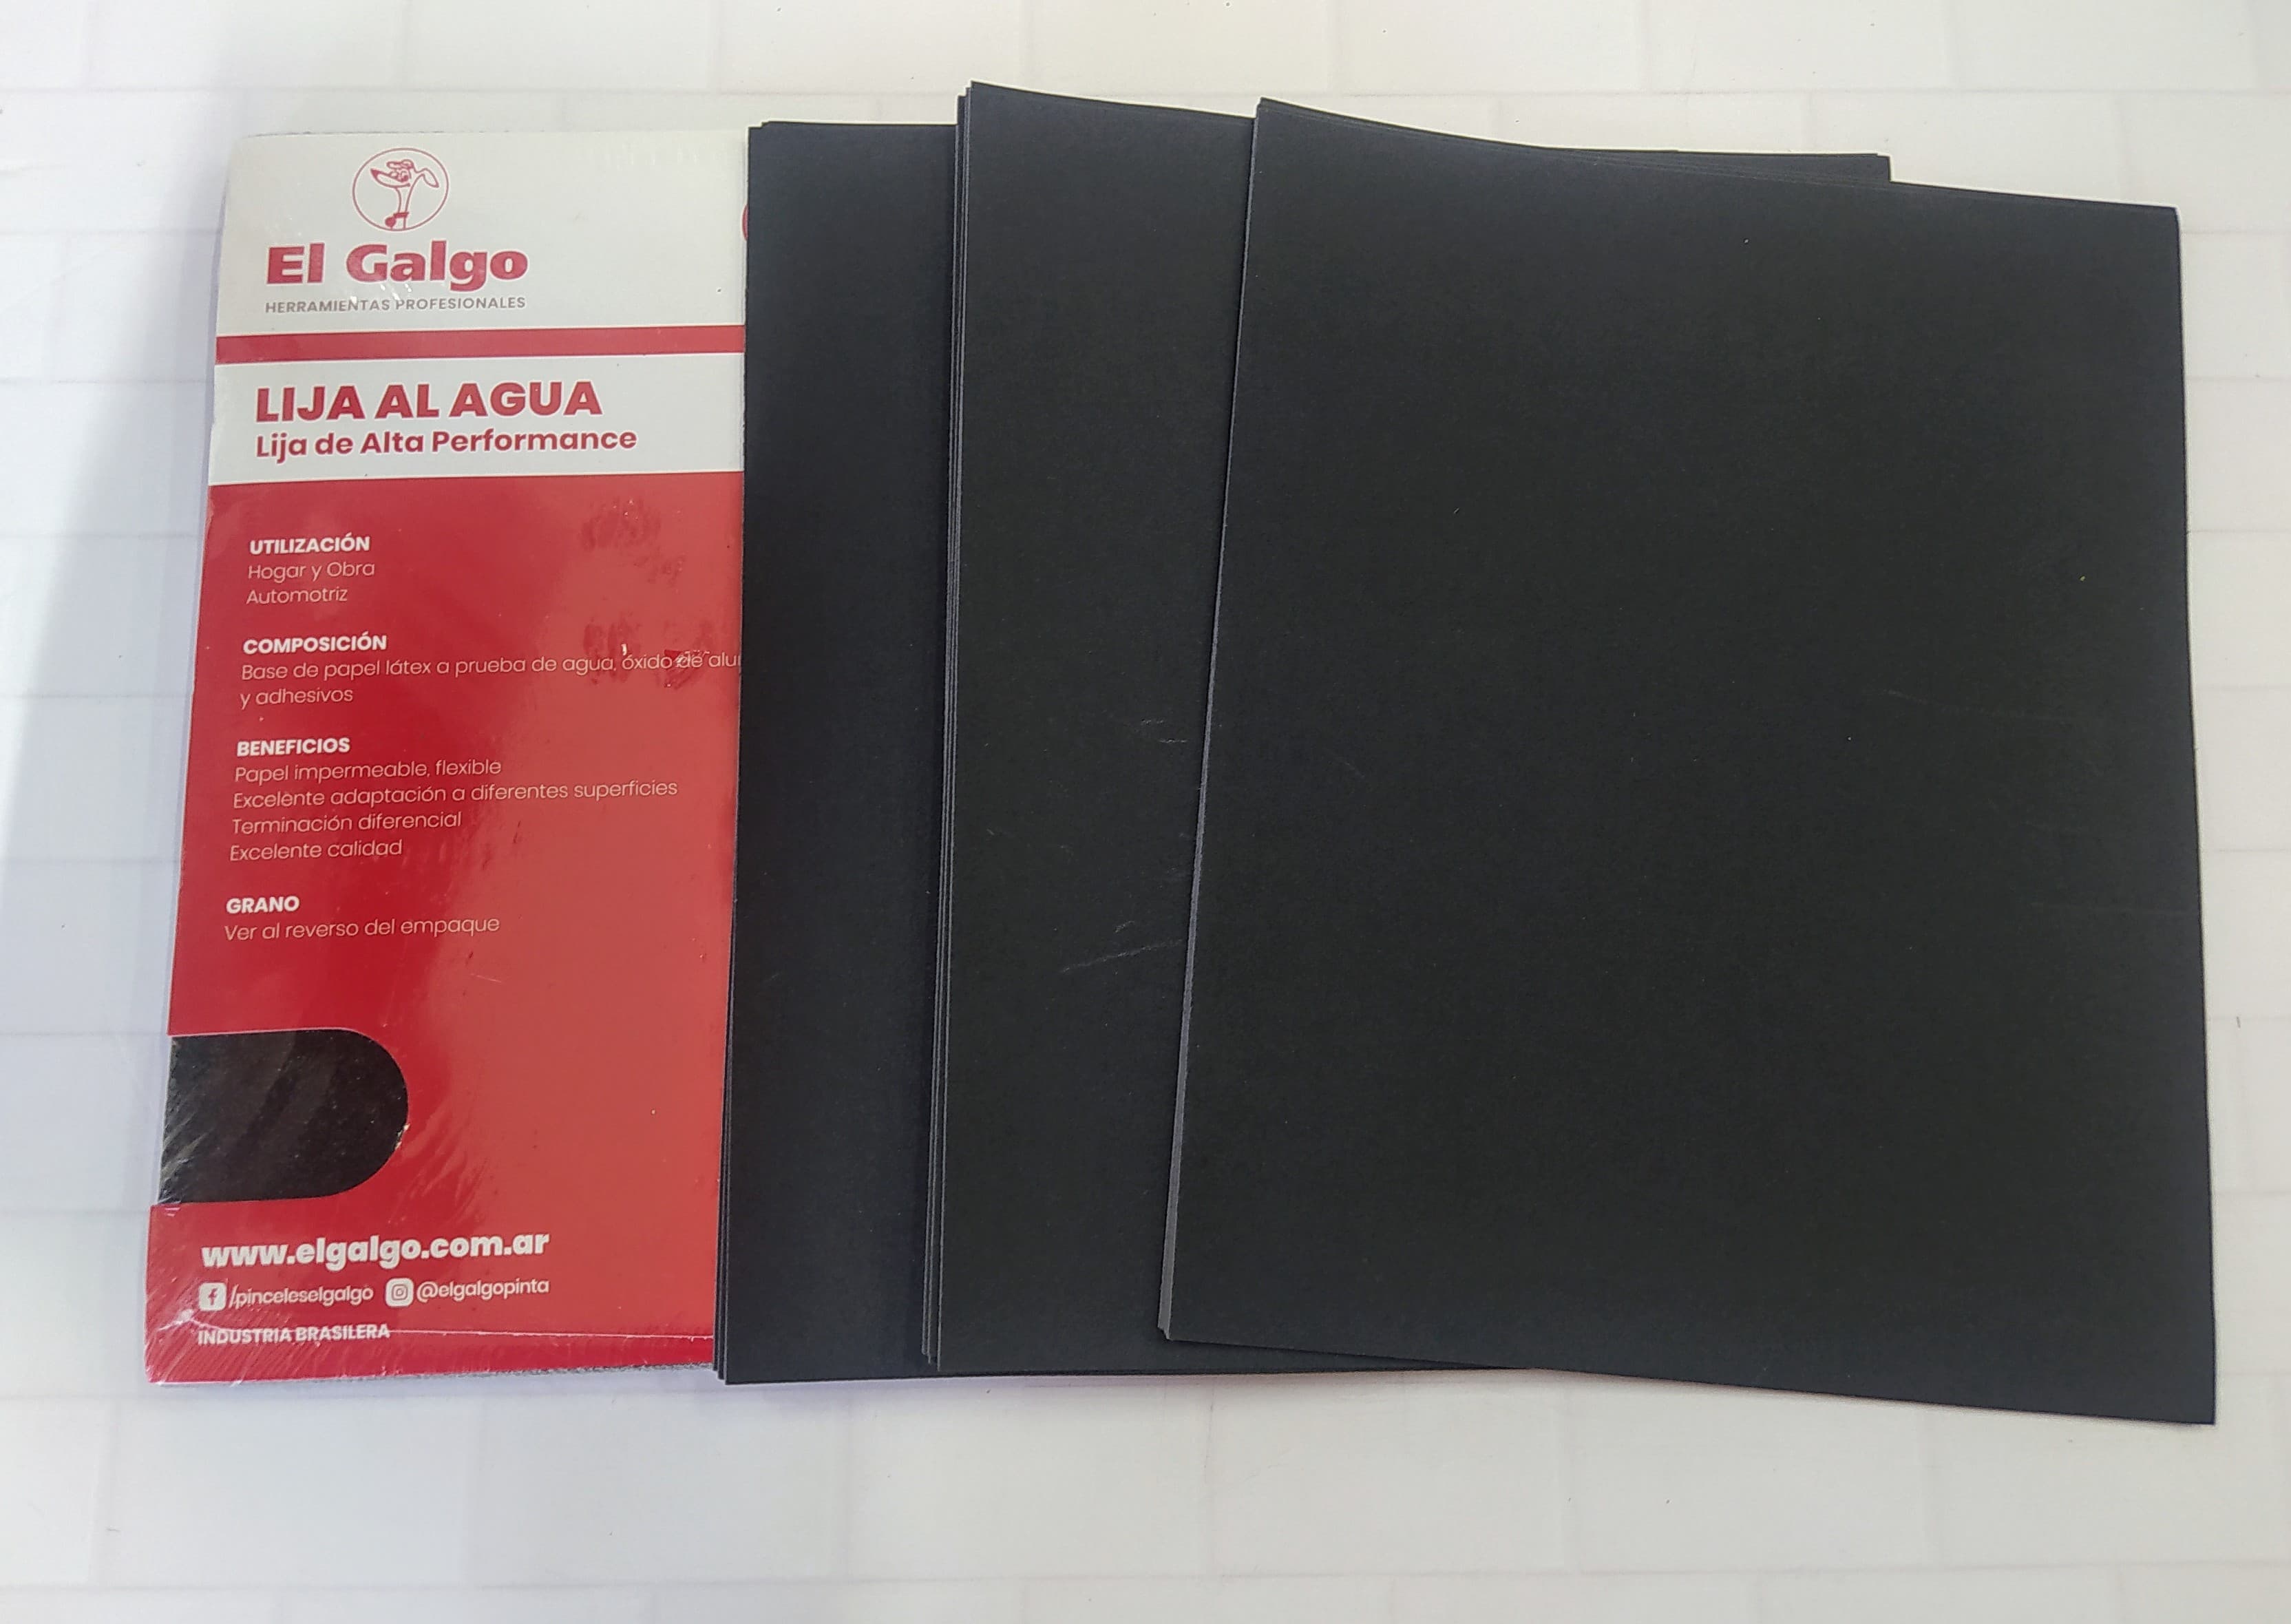 El Galgo
HERRAMIENTAS PROFESIONALES
LIJA AL AGUA
Lija de Alta Performance
UTILIZACIÓN
Hogar y Obra
Automotriz
COMPOSICIÓN
Base de papel látex a prueba de agua, óxido de
y adhesivos
BENEFICIOS
Papel impermeable, flexible
Excelente adaptación a diferentes superficies
Terminación diferencial
Excelente calidad
GRANO
Ver al reverso del empaque
www.elgalgo.com.ar
/pinceleselgalgo @elgalgopinta
INDUSTRIA BRASILERA